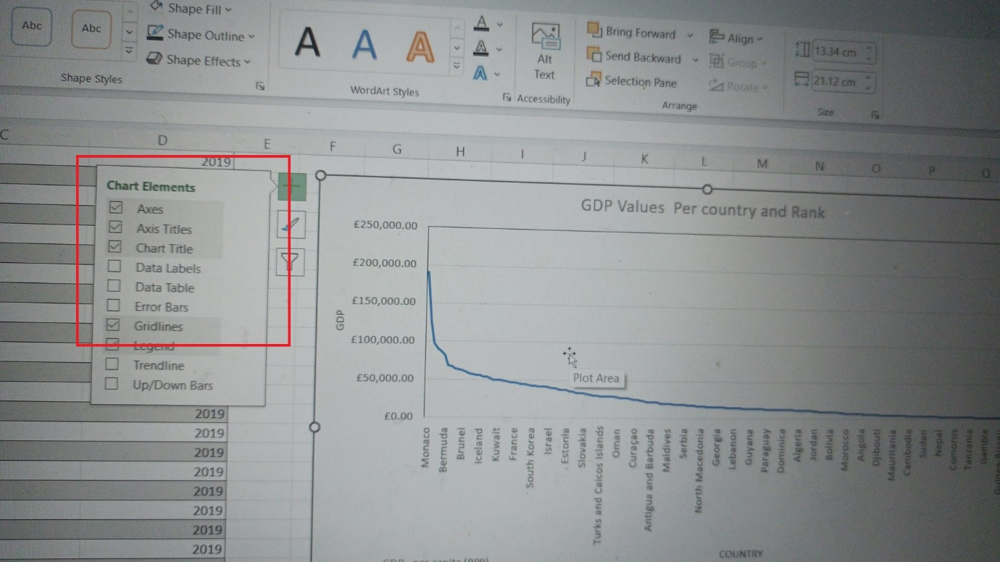 Abc
Abc
Shape Fill
Shape Outline
Shape Effects
Shape Styles
A
A
A
WordArt Styles
A
A
A
Alt
Text
Accessibility
Bring Forward
Send Backward
Selection Pane
Align
Group
Rotate
Arrange
13.34 cm
21.12 cm
Size
C D E F G H I J K L M N O P Q
2019
Chart Elements
Axes
Axis Titles
Chart Title
Data Labels
Data Table
Error Bars
Gridlines
Legend
Trendline
Up/Down Bars
2019
2019
2019
2019
2019
2019
2019
2019
GDP Values Per country and Rank
£250,000.00
£200,000.00
£150,000.00
£100,000.00
£50,000.00
£0.00
GDP
Plot Area
Monaco
Bermuda
Brunei
Iceland
Kuwait
France
South Korea
Israel
Estonia
Slovakia
Turks and Caicos Islands
Oman
Curaçao
Antigua and Barbuda
Maldives
Serbia
North Macedonia
Georgia
Lebanon
Guyana
Paraguay
Dominica
Algeria
Jordan
Bolivia
Morocco
Angola
Djibouti
Mauritania
Cambodia
Sudan
Nepal
Comoros
Tanzania
Gambia
COUNTRY